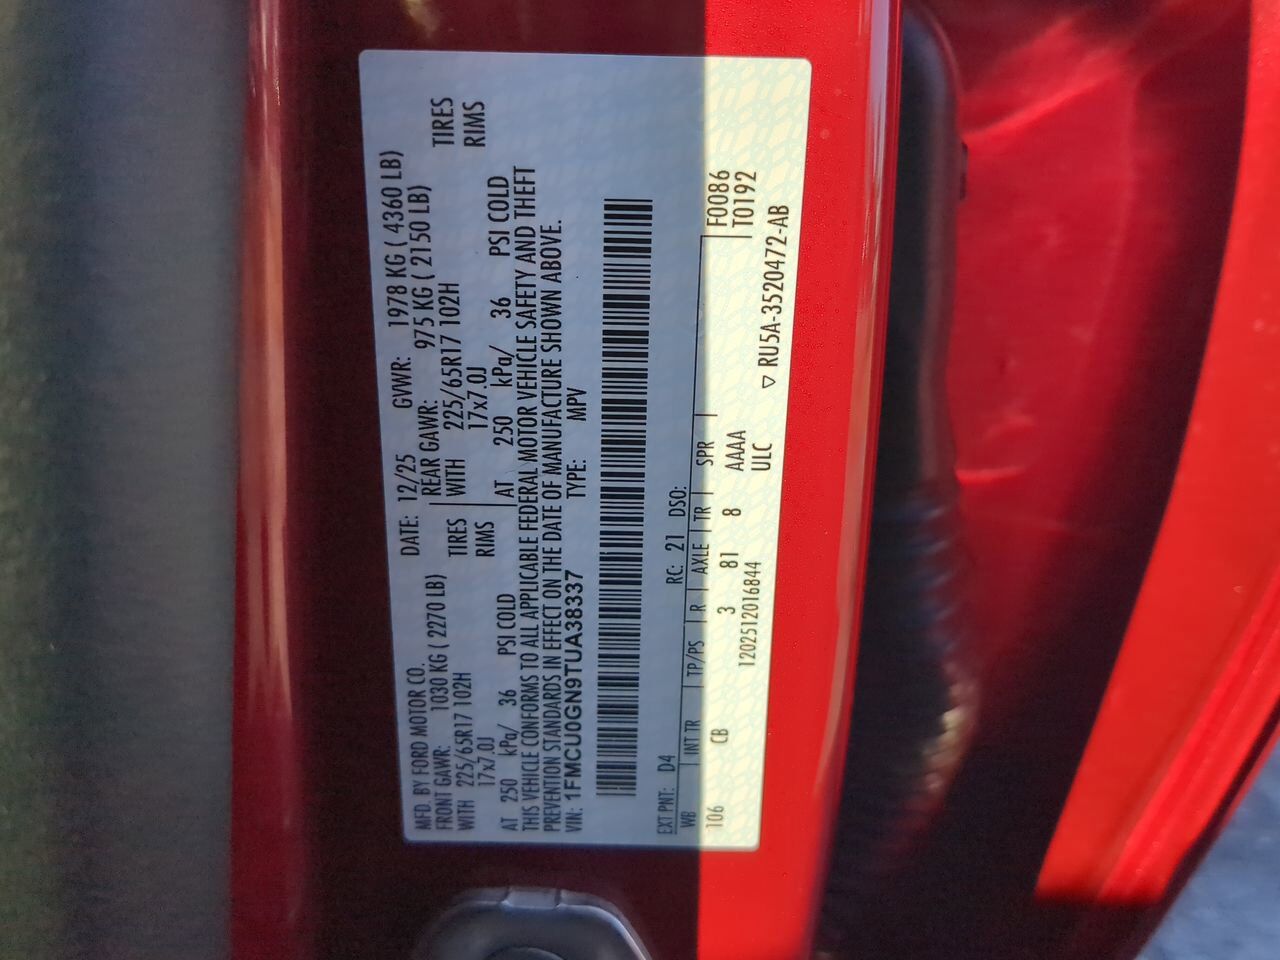 MFD. BY FORD MOTOR CO. DATE: 12/25 GVWR: 1978 KG ( 4360 LB)
FRONT GAWR: 1030 KG ( 2270 LB) REAR GAWR: 975 KG ( 2150 LB)
WITH 225/65R17 102H TIRES WITH 225/65R17 102H TIRES
17x7.0J RIMS 17x7.0J RIMS
AT 250 kPa/ 36 PSI COLD AT 250 kPa/ 36 PSI COLD
THIS VEHICLE CONFORMS TO ALL APPLICABLE FEDERAL MOTOR VEHICLE SAFETY AND THEFT
PREVENTION STANDARDS IN EFFECT ON THE DATE OF MANUFACTURE SHOWN ABOVE.
VIN: 1FMCU0GN9TUA38337 TYPE: MPV
EXT PNT: D4 RC: 21 DSO:
WB INT TR TP/PS R AXLE TR SPR F0086
106 CB 3 81 8 AAAA T0192
1202512016844 ULC
▽ RU5A-3520472-AB